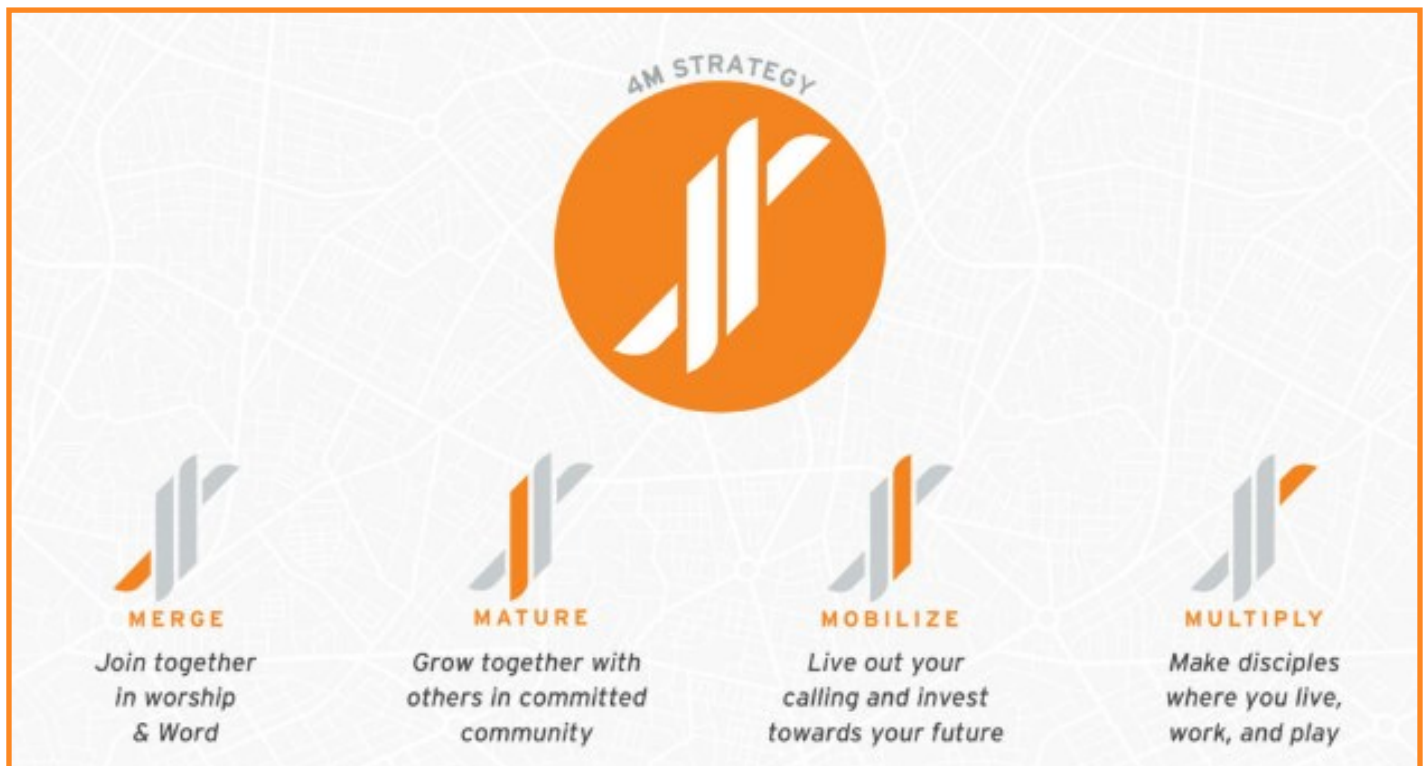 4M STRATEGY
MERGE
Join together
in worship
& Word
MATURE
Grow together with
others in committed
community
MOBILIZE
Live out your
calling and invest
towards your future
MULTIPLY
Make disciples
where you live,
work, and play